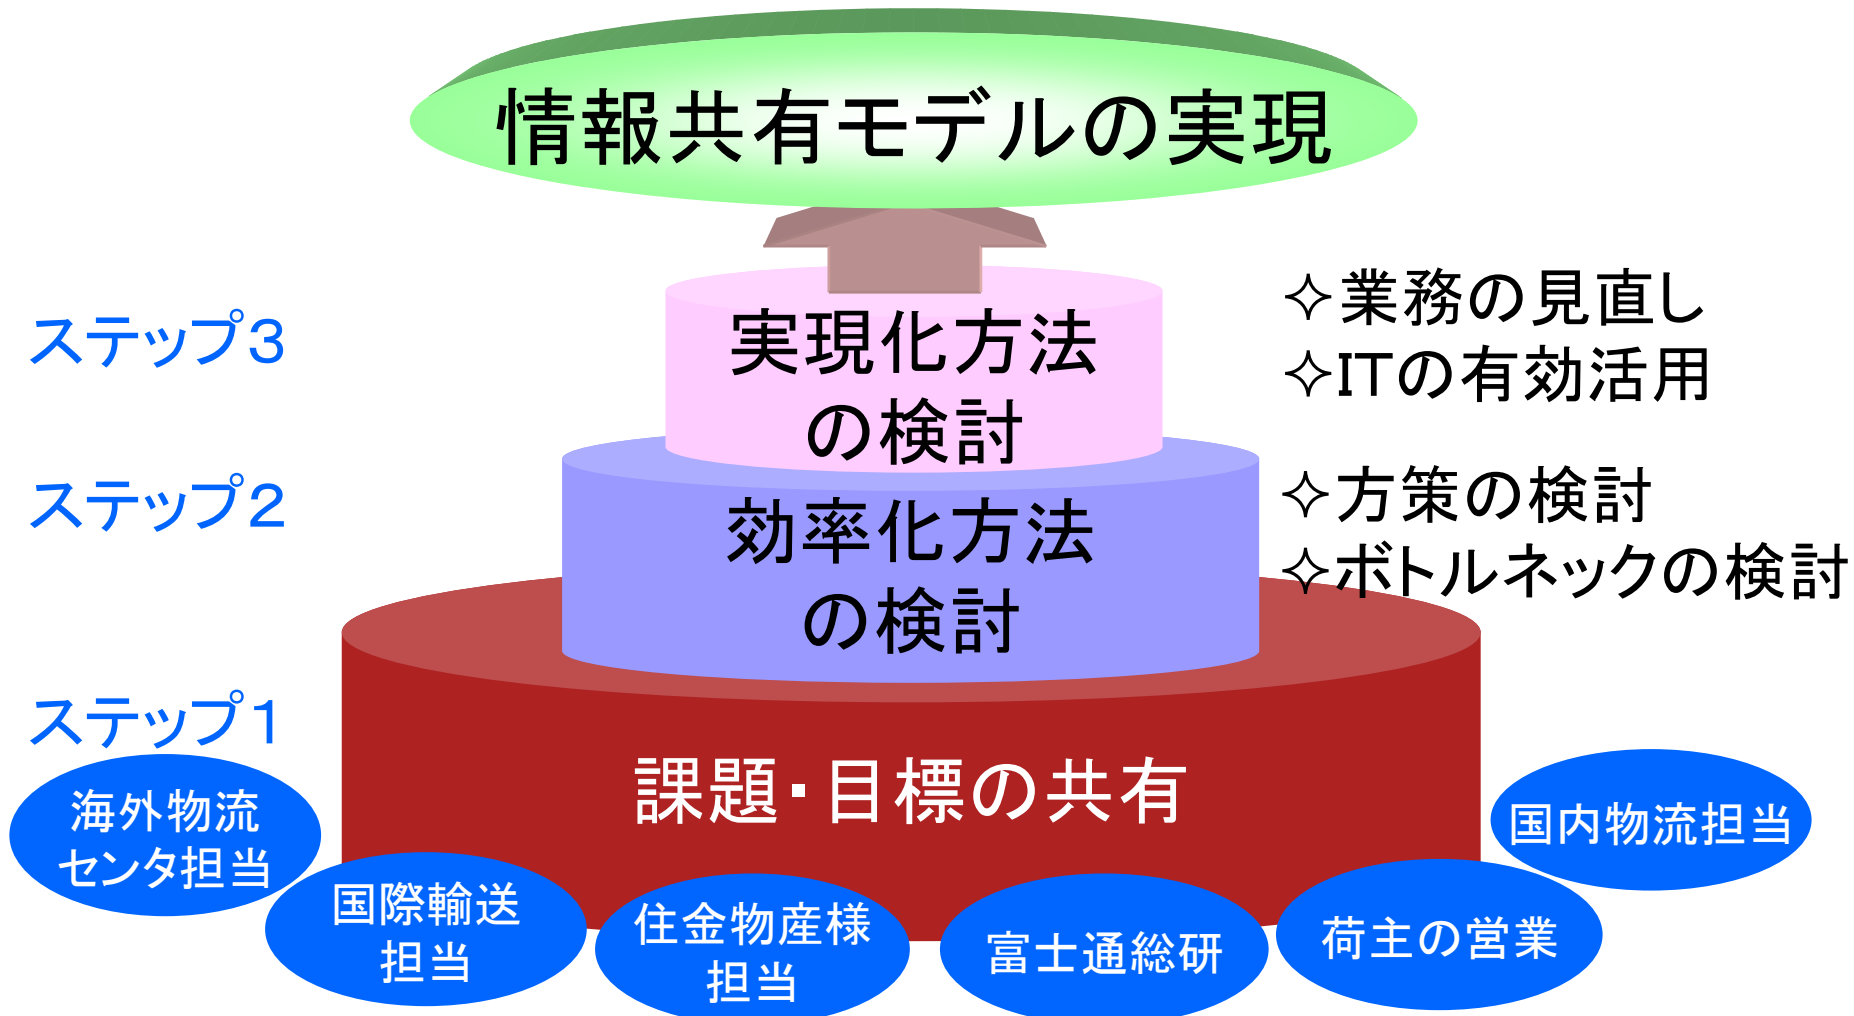 情報共有モデルの実現
ステップ３
実現化方法
の検討
✧業務の見直し
✧ITの有効活用
ステップ２
効率化方法
の検討
✧方策の検討
✧ボトルネックの検討
ステップ１
課題・目標の共有
海外物流
センタ担当
国際輸送
担当
住金物産様
担当
富士通総研
荷主の営業
国内物流担当